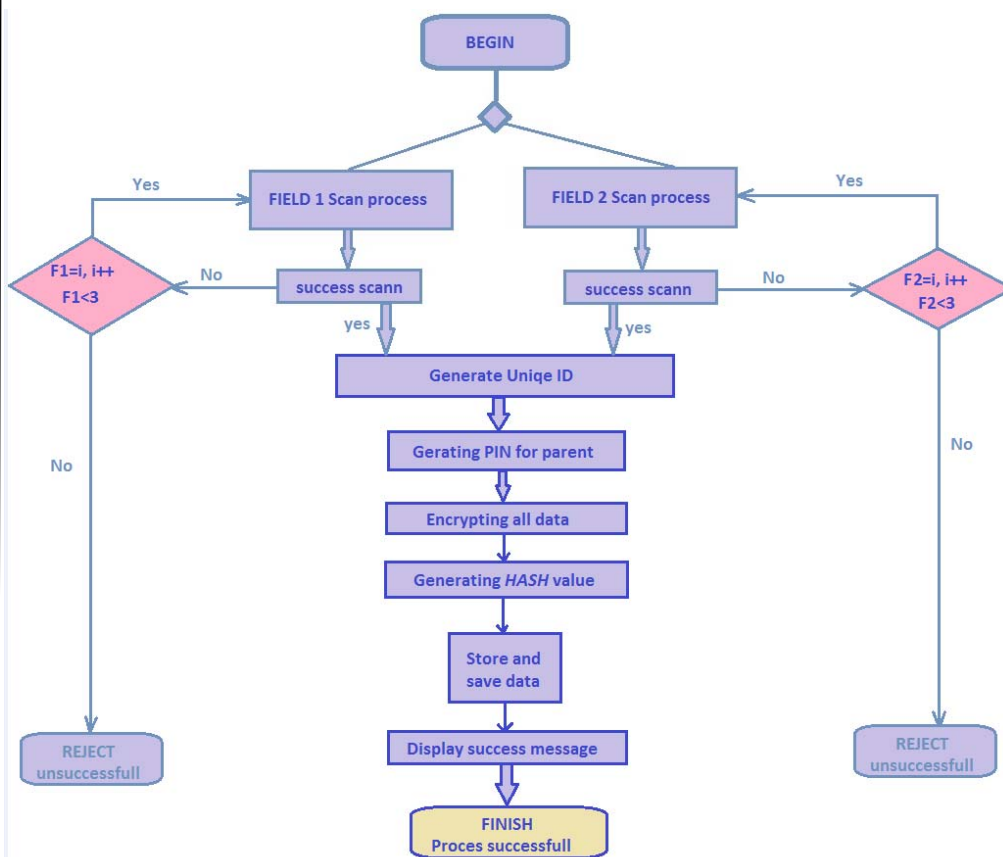 BEGIN
Yes
FIELD 1 Scan process
FIELD 2 Scan process
Yes
F1=i, i++
F1<3
No
success scann
success scann
No
F2=i, i++
F2<3
yes
yes
Generate Uniqe ID
Gerating PIN for parent
No
No
Encrypting all data
Generating HASH value
Store and
save data
REJECT
unsuccessfull
Display success message
REJECT
unsuccessfull
FINISH
Proces successfull